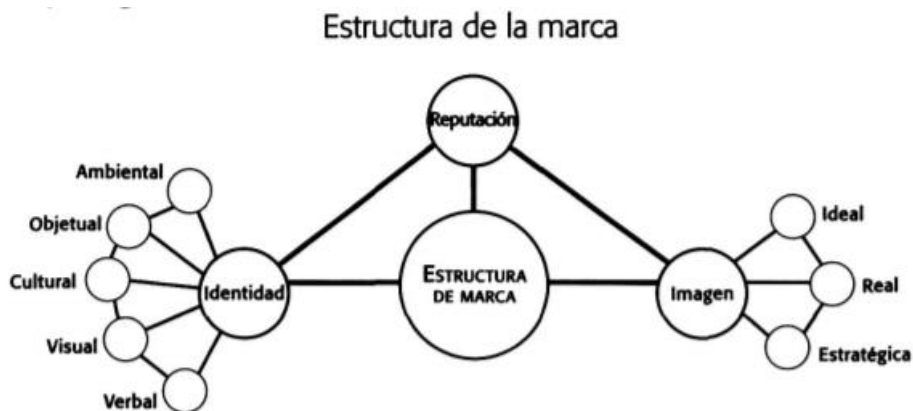 Estructura de la marca
Reputación
Ambiental
Objetual
Cultural
Visual
Verbal
Identidad
ESTRUCTURA
DE MARCA
Imagen
Ideal
Real
Estratégica